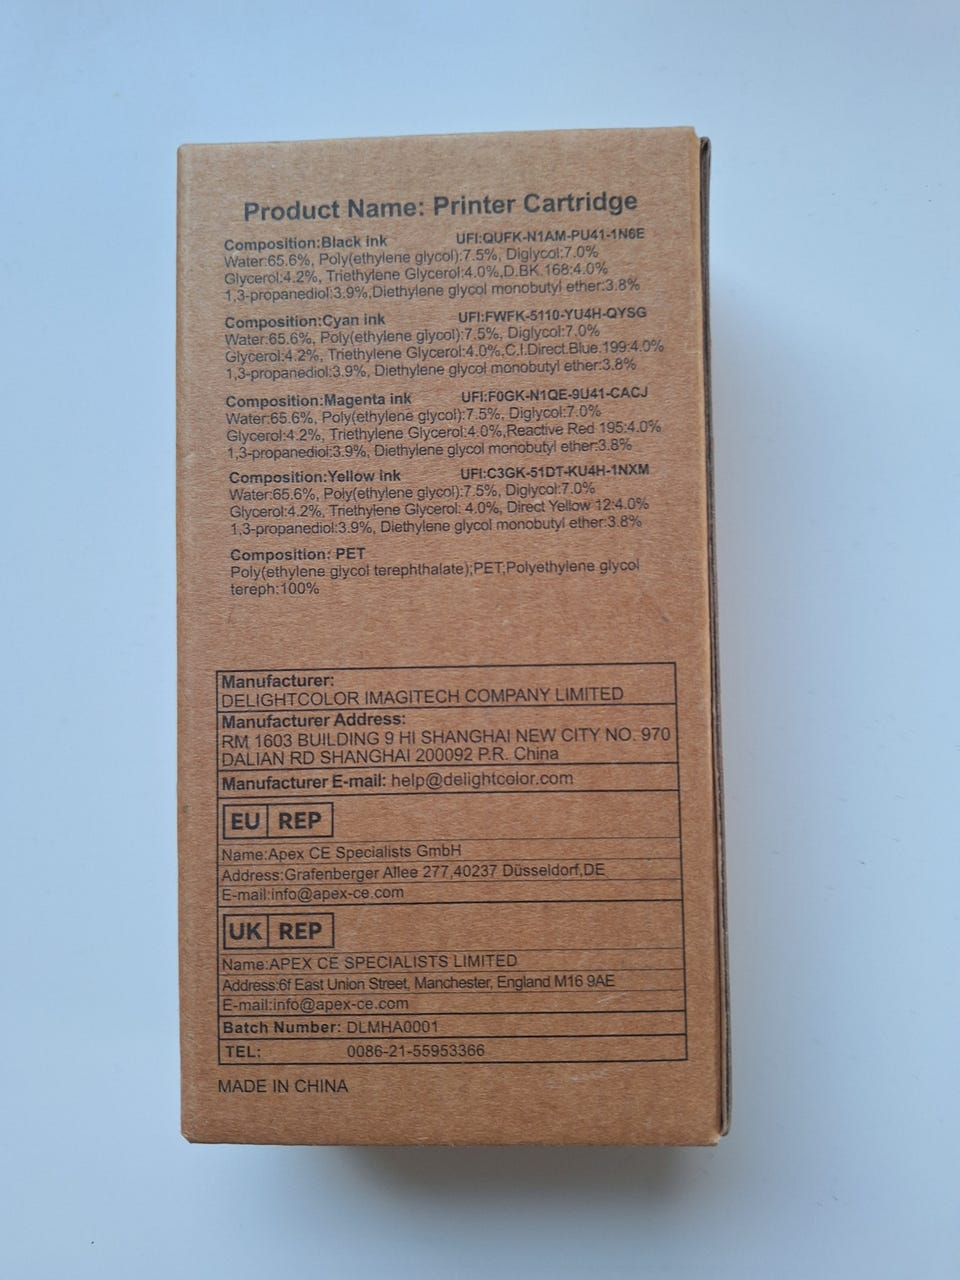 Product Name: Printer Cartridge
Composition:Black ink UFI:QUFK-N1AM-PU41-1N6E
Water:65.6%, Poly(ethylene glycol):7.5%, Diglycol:7.0%
Glycerol:4.2%, Triethylene Glycerol:4.0%,D.BK.168:4.0%
1,3-propanediol:3.9%,Diethylene glycol monobutyl ether:3.8%
Composition:Cyan ink UFI:FWFK-5110-YU4H-QYSG
Water:65.6%, Poly(ethylene glycol):7.5%, Diglycol:7.0%
Glycerol:4.2%, Triethylene Glycerol:4.0%,C.I.Direct.Blue.199:4.0%
1,3-propanediol:3.9%, Diethylene glycol monobutyl ether:3.8%
Composition:Magenta ink UFI:F0GK-N1QE-9U41-CACJ
Water:65.6%, Poly(ethylene glycol):7.5%, Diglycol:7.0%
Glycerol:4.2%, Triethylene Glycerol:4.0%,Reactive Red 195:4.0%
1,3-propanediol:3.9%, Diethylene glycol monobutyl ether:3.8%
Composition:Yellow ink UFI:C3GK-51DT-KU4H-1NXM
Water:65.6%, Poly(ethylene glycol):7.5%, Diglycol:7.0%
Glycerol:4.2%, Triethylene Glycerol: 4.0%, Direct Yellow 12:4.0%
1,3-propanediol:3.9%, Diethylene glycol monobutyl ether:3.8%
Composition: PET
Poly(ethylene glycol terephthalate);PET;Polyethylene glycol
tereph:100%
Manufacturer:
DELIGHTCOLOR IMAGITECH COMPANY LIMITED
Manufacturer Address:
RM 1603 BUILDING 9 HI SHANGHAI NEW CITY NO. 970
DALIAN RD SHANGHAI 200092 P.R. China
Manufacturer E-mail: help@delightcolor.com
EU REP
Name:Apex CE Specialists GmbH
Address:Grafenberger Allee 277,40237 Düsseldorf,DE
E-mail:info@apex-ce.com
UK REP
Name:APEX CE SPECIALISTS LIMITED
Address:6f East Union Street, Manchester, England M16 9AE
E-mail:info@apex-ce.com
Batch Number: DLMHA0001
TEL: 0086-21-55953366
MADE IN CHINA